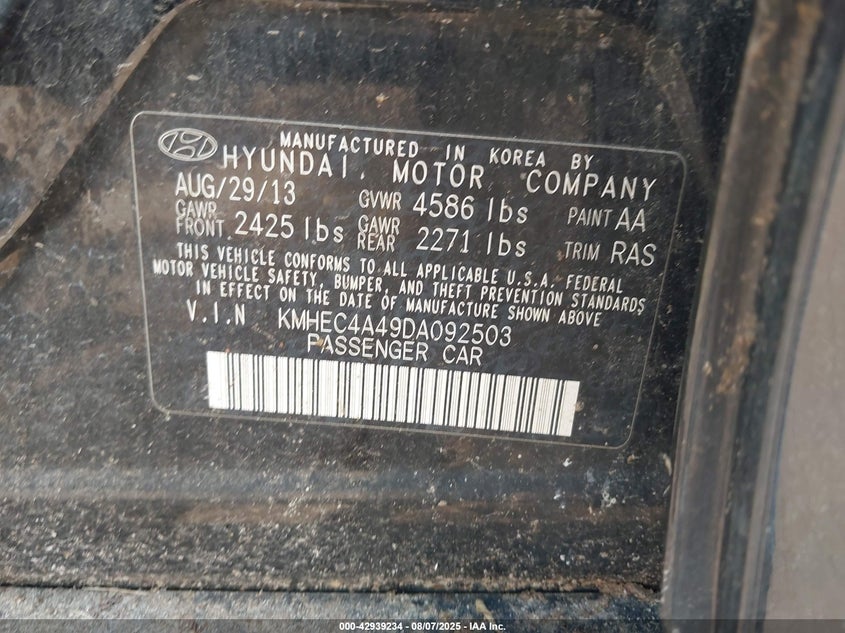 MANUFACTURED IN KOREA BY
HYUNDAI MOTOR COMPANY
AUG/29/13 GVWR 4586 lbs PAINT AA
GAWR FRONT 2425 lbs GAWR REAR 2271 lbs TRIM RAS
THIS VEHICLE CONFORMS TO ALL APPLICABLE U.S.A. FEDERAL
MOTOR VEHICLE SAFETY, BUMPER, AND THEFT PREVENTION STANDARDS
IN EFFECT ON THE DATE OF MANUFACTURE SHOWN ABOVE
V.I.N KMHEC4A49DA092503
PASSENGER CAR
000-42939234 - 08/07/2025 - IAA Inc.